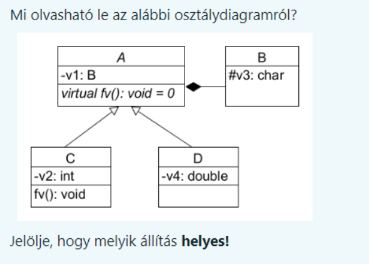 Mi olvasható le az alábbi osztálydiagramról?
A
-v1: B
virtual fv(): void = 0
B
#v3: char
C
-v2: int
fv(): void
D
-v4: double
Jelölje, hogy melyik állítás helyes!